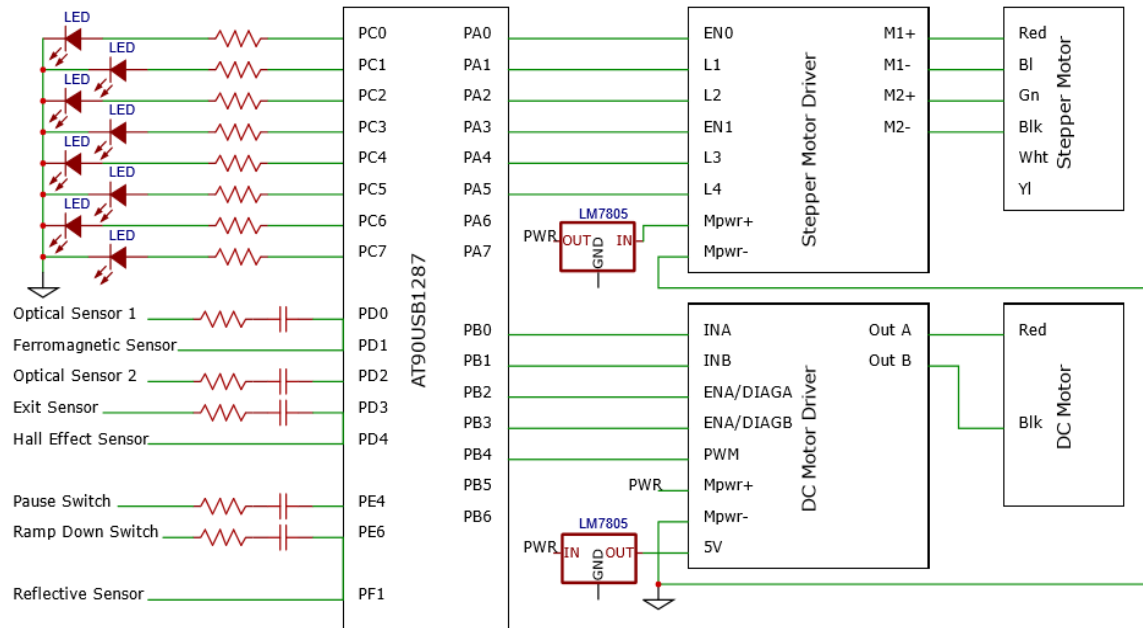 LED
LED
LED
LED
LED
LED
LED
LED
PC0
PC1
PC2
PC3
PC4
PC5
PC6
PC7
Optical Sensor 1
Ferromagnetic Sensor
Optical Sensor 2
Exit Sensor
Hall Effect Sensor
Pause Switch
Ramp Down Switch
Reflective Sensor
PD0
PD1
PD2
PD3
PD4
PE4
PE6
PF1
AT90USB1287
PA0
PA1
PA2
PA3
PA4
PA5
PA6
PA7
PB0
PB1
PB2
PB3
PB4
PB5
PB6
LM7805
PWR
OUT
GND
IN
EN0
L1
L2
EN1
L3
L4
Mpwr+
Mpwr-
Stepper Motor Driver
M1+
M1-
M2+
M2-
Red
Bl
Gn
Blk
Wht
Yl
Stepper Motor
INA
INB
ENA/DIAGA
ENA/DIAGB
PWM
Mpwr+
Mpwr-
5V
PWR
LM7805
PWR
IN
GND
OUT
DC Motor Driver
Out A
Out B
Red
Blk
DC Motor